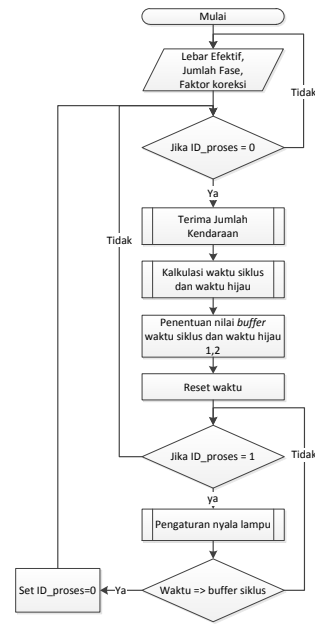 Mulai
Lebar Efektif,
Jumlah Fase,
Faktor koreksi
Tidak
Jika ID_proses = 0
Ya
Terima Jumlah
Kendaraan
Tidak
Kalkulasi waktu siklus
dan waktu hijau
Penentuan nilai buffer
waktu siklus dan waktu hijau
1,2
Reset waktu
Jika ID_proses = 1
Tidak
ya
Pengaturan nyala lampu
Set ID_proses=0
Ya
Waktu => buffer siklus